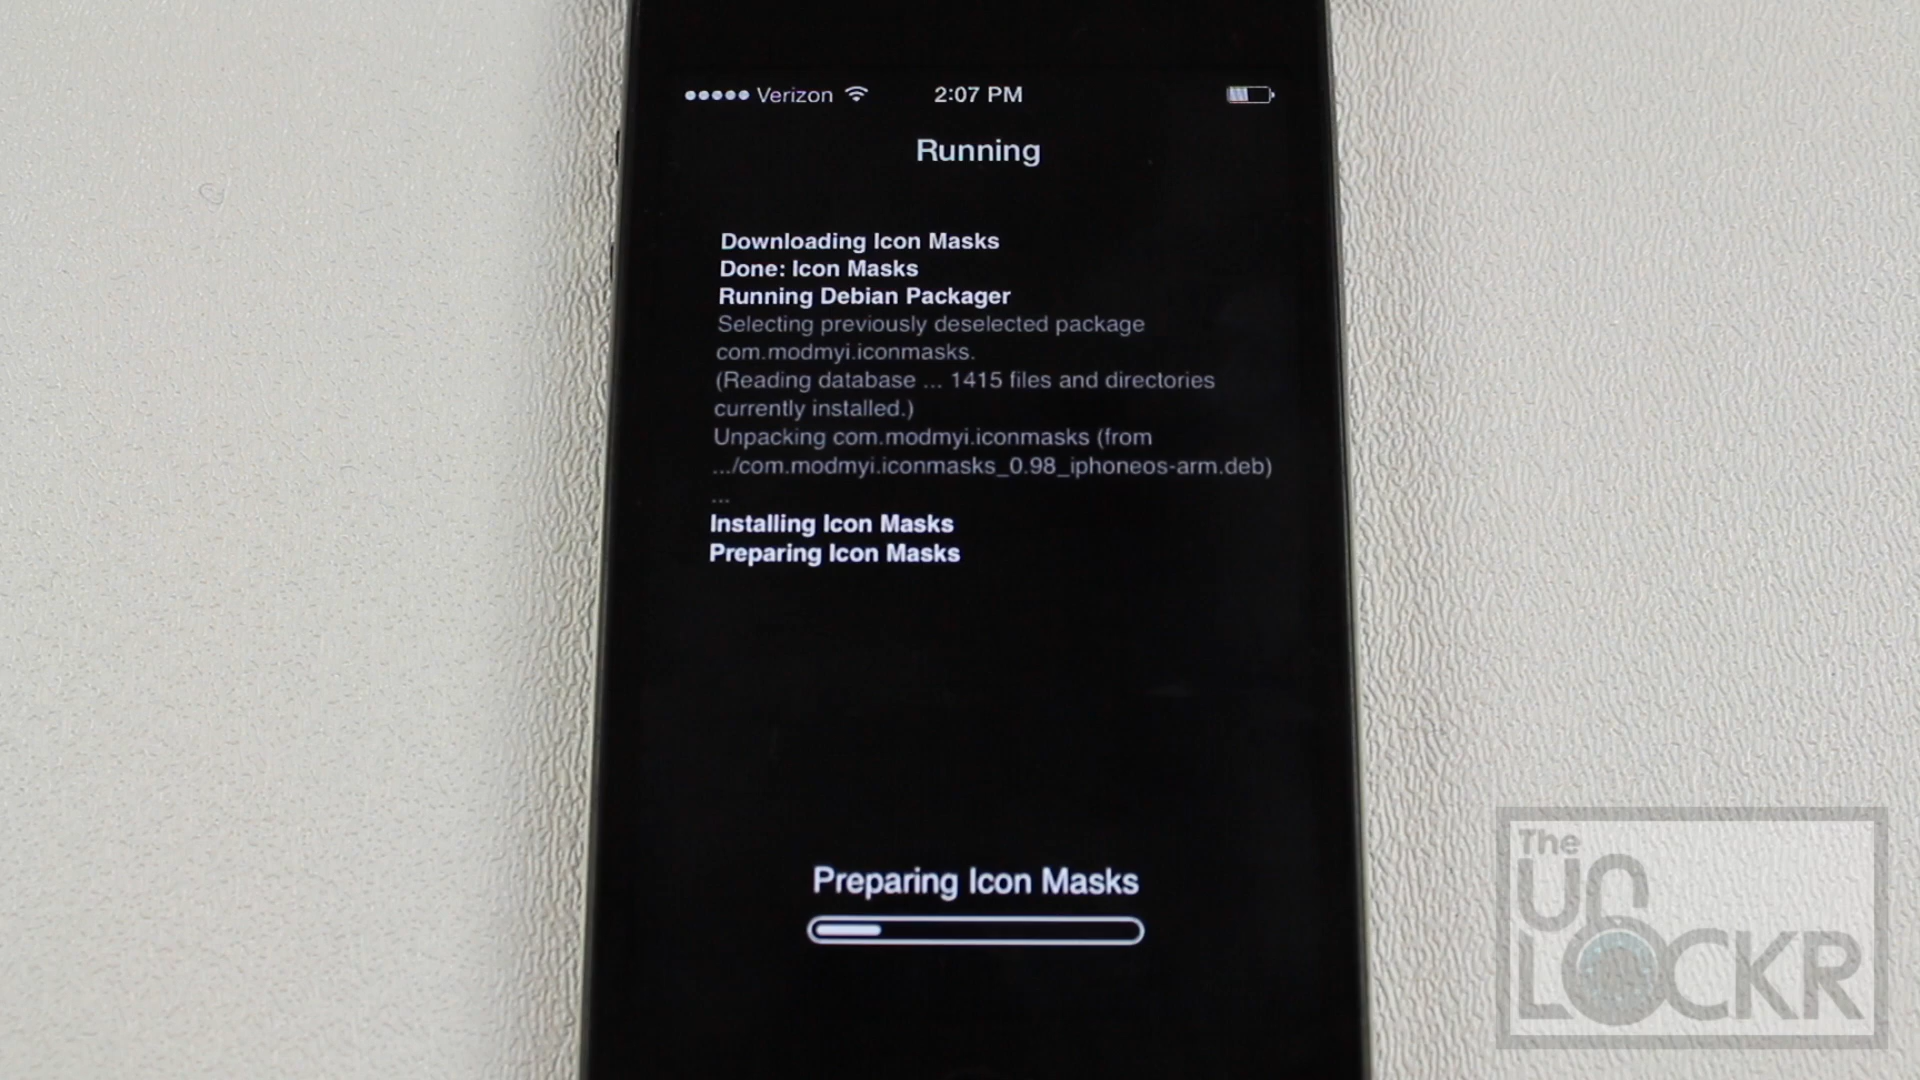 ●●●●● Verizon 2:07 PM
Running
Downloading Icon Masks
Done: Icon Masks
Running Debian Packager
Selecting previously deselected package
com.modmyi.iconmasks.
(Reading database ... 1415 files and directories
currently installed.)
Unpacking com.modmyi.iconmasks (from
.../com.modmyi.iconmasks_0.98_iphoneos-arm.deb)
...
Installing Icon Masks
Preparing Icon Masks
Preparing Icon Masks
The
UN
LOCKR